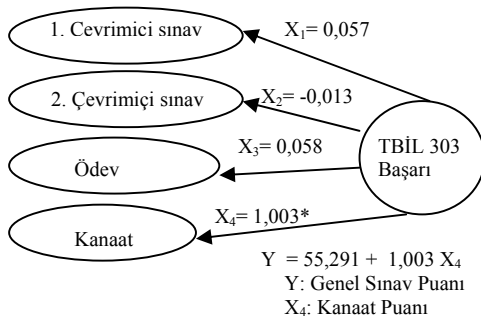 1. Cevrimici sınav
X₁= 0,057
2. Çevrimiçi sınav
X₂= -0,013
TBİL 303
Başarı
X₃= 0,058
Ödev
X₄= 1,003*
Kanaat
Y = 55,291 + 1,003 X₄
Y: Genel Sınav Puanı
X₄: Kanaat Puanı